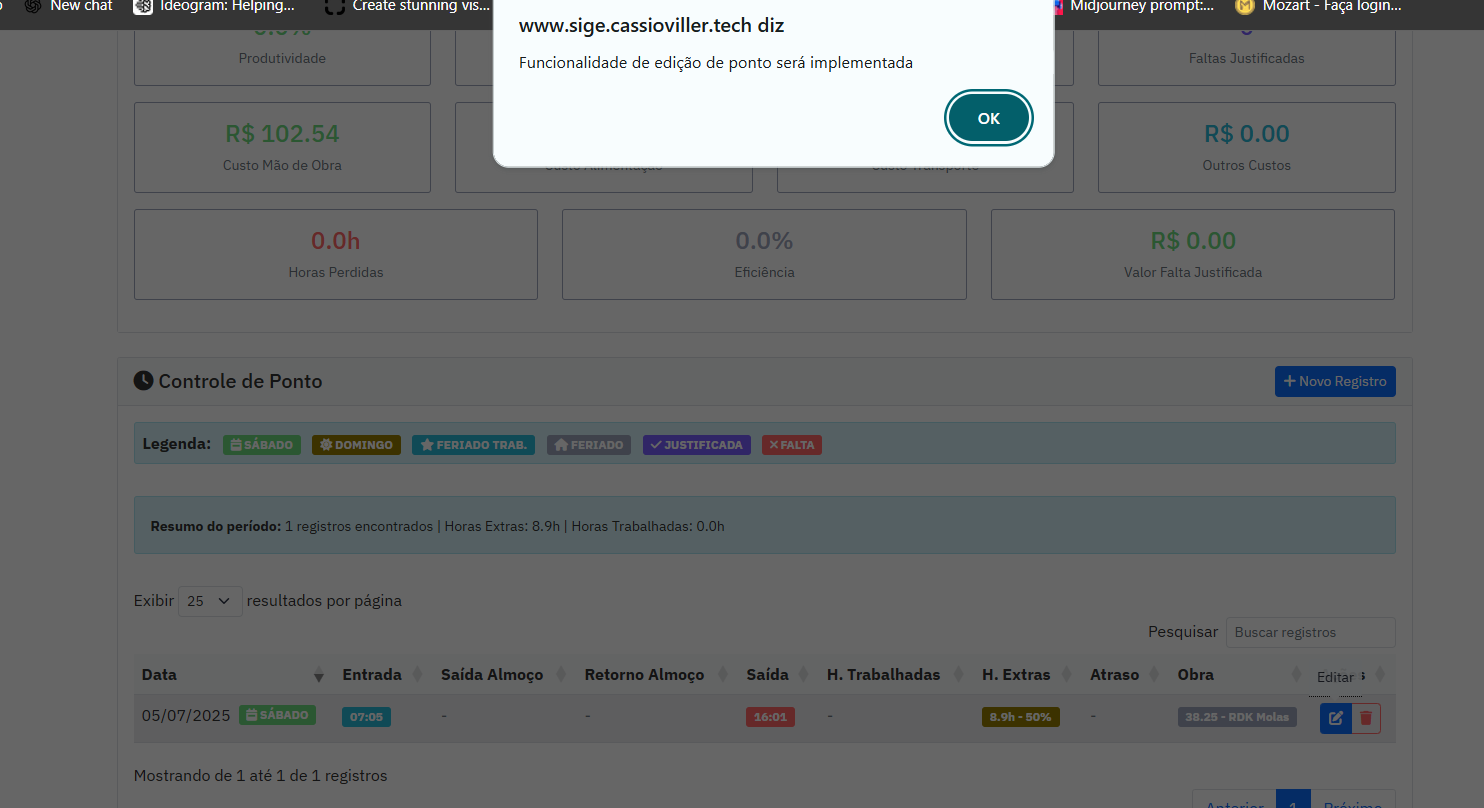 New chat
Ideogram: Helping...
Create stunning vis...
Midjourney prompt:...
Mozart - Faça login...
www.sige.cassioviller.tech diz
Funcionalidade de edição de ponto será implementada
OK
Produtividade
Faltas Justificadas
R$ 102.54
Custo Mão de Obra
Custo Alimentação
Custo Transporte
R$ 0.00
Outros Custos
0.0h
Horas Perdidas
0.0%
Eficiência
R$ 0.00
Valor Falta Justificada
Controle de Ponto
Novo Registro
Legenda: SÁBADO DOMINGO FERIADO TRAB. FERIADO JUSTIFICADA FALTA
Resumo do período: 1 registros encontrados | Horas Extras: 8.9h | Horas Trabalhadas: 0.0h
Exibir 25 resultados por página
Pesquisar Buscar registros
Data Entrada Saída Almoço Retorno Almoço Saída H. Trabalhadas H. Extras Atraso Obra Editar
05/07/2025 SÁBADO 07:05 - - 16:01 - 8.9h - 50% - 38.25 - RDK Molas
Mostrando de 1 até 1 de 1 registros
Anterior 1 Próximo